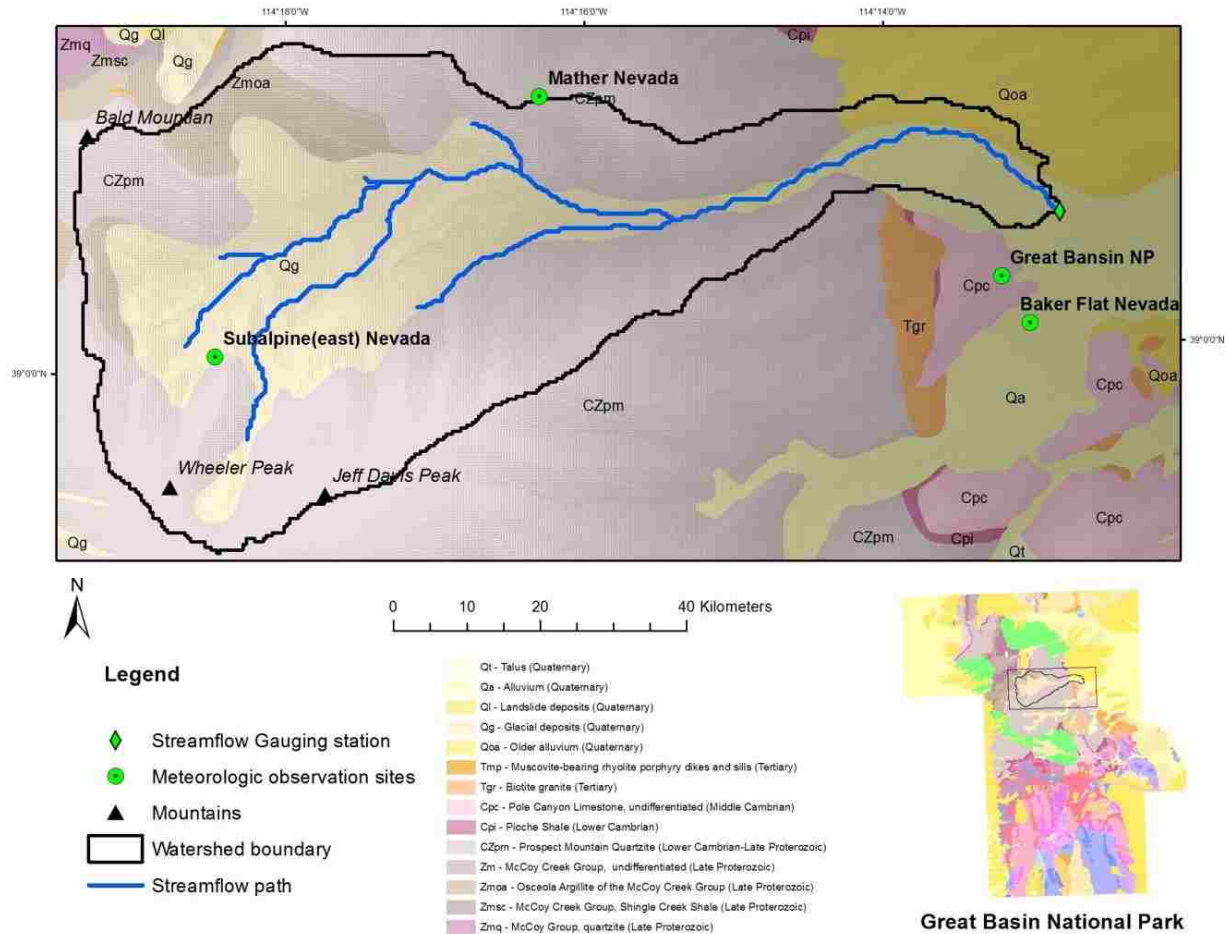 114°18'0"W
114°16'0"W
114°14'0"W
Zmq
Qg
Ql
Zmsc
Qg
Zmoa
Cpi
Mather Nevada
CZpm
Qoa
Bald Mountian
CZpm
Qg
Great Bansin NP
Cpc
Baker Flat Nevada
Tgr
Subalpine(east) Nevada
39°0'0"N
39°0'0"N
Cpc
Qoa
Qa
CZpm
Wheeler Peak
Jeff Davis Peak
Cpc
Cpc
Qg
CZpm
Cpi
Qt
N
0 10 20 40 Kilometers
Legend
Streamflow Gauging station
Meteorologic observation sites
Mountains
Watershed boundary
Streamflow path
Qt - Talus (Quaternary)
Qa - Alluvium (Quaternary)
Ql - Landslide deposits (Quaternary)
Qg - Glacial deposits (Quaternary)
Qoa - Older alluvium (Quaternary)
Tmp - Muscovite-bearing rhyolite porphyry dikes and sills (Tertiary)
Tgr - Biotite granite (Tertiary)
Cpc - Pole Canyon Limestone, undifferentiated (Middle Cambrian)
Cpi - Pioche Shale (Lower Cambrian)
CZpm - Prospect Mountain Quartzite (Lower Cambrian-Late Proterozoic)
Zm - McCoy Creek Group, undifferentiated (Late Proterozoic)
Zmoa - Osceola Argillite of the McCoy Creek Group (Late Proterozoic)
Zmsc - McCoy Creek Group, Shingle Creek Shale (Late Proterozoic)
Zmq - McCoy Group, quartzite (Late Proterozoic)
Great Basin National Park